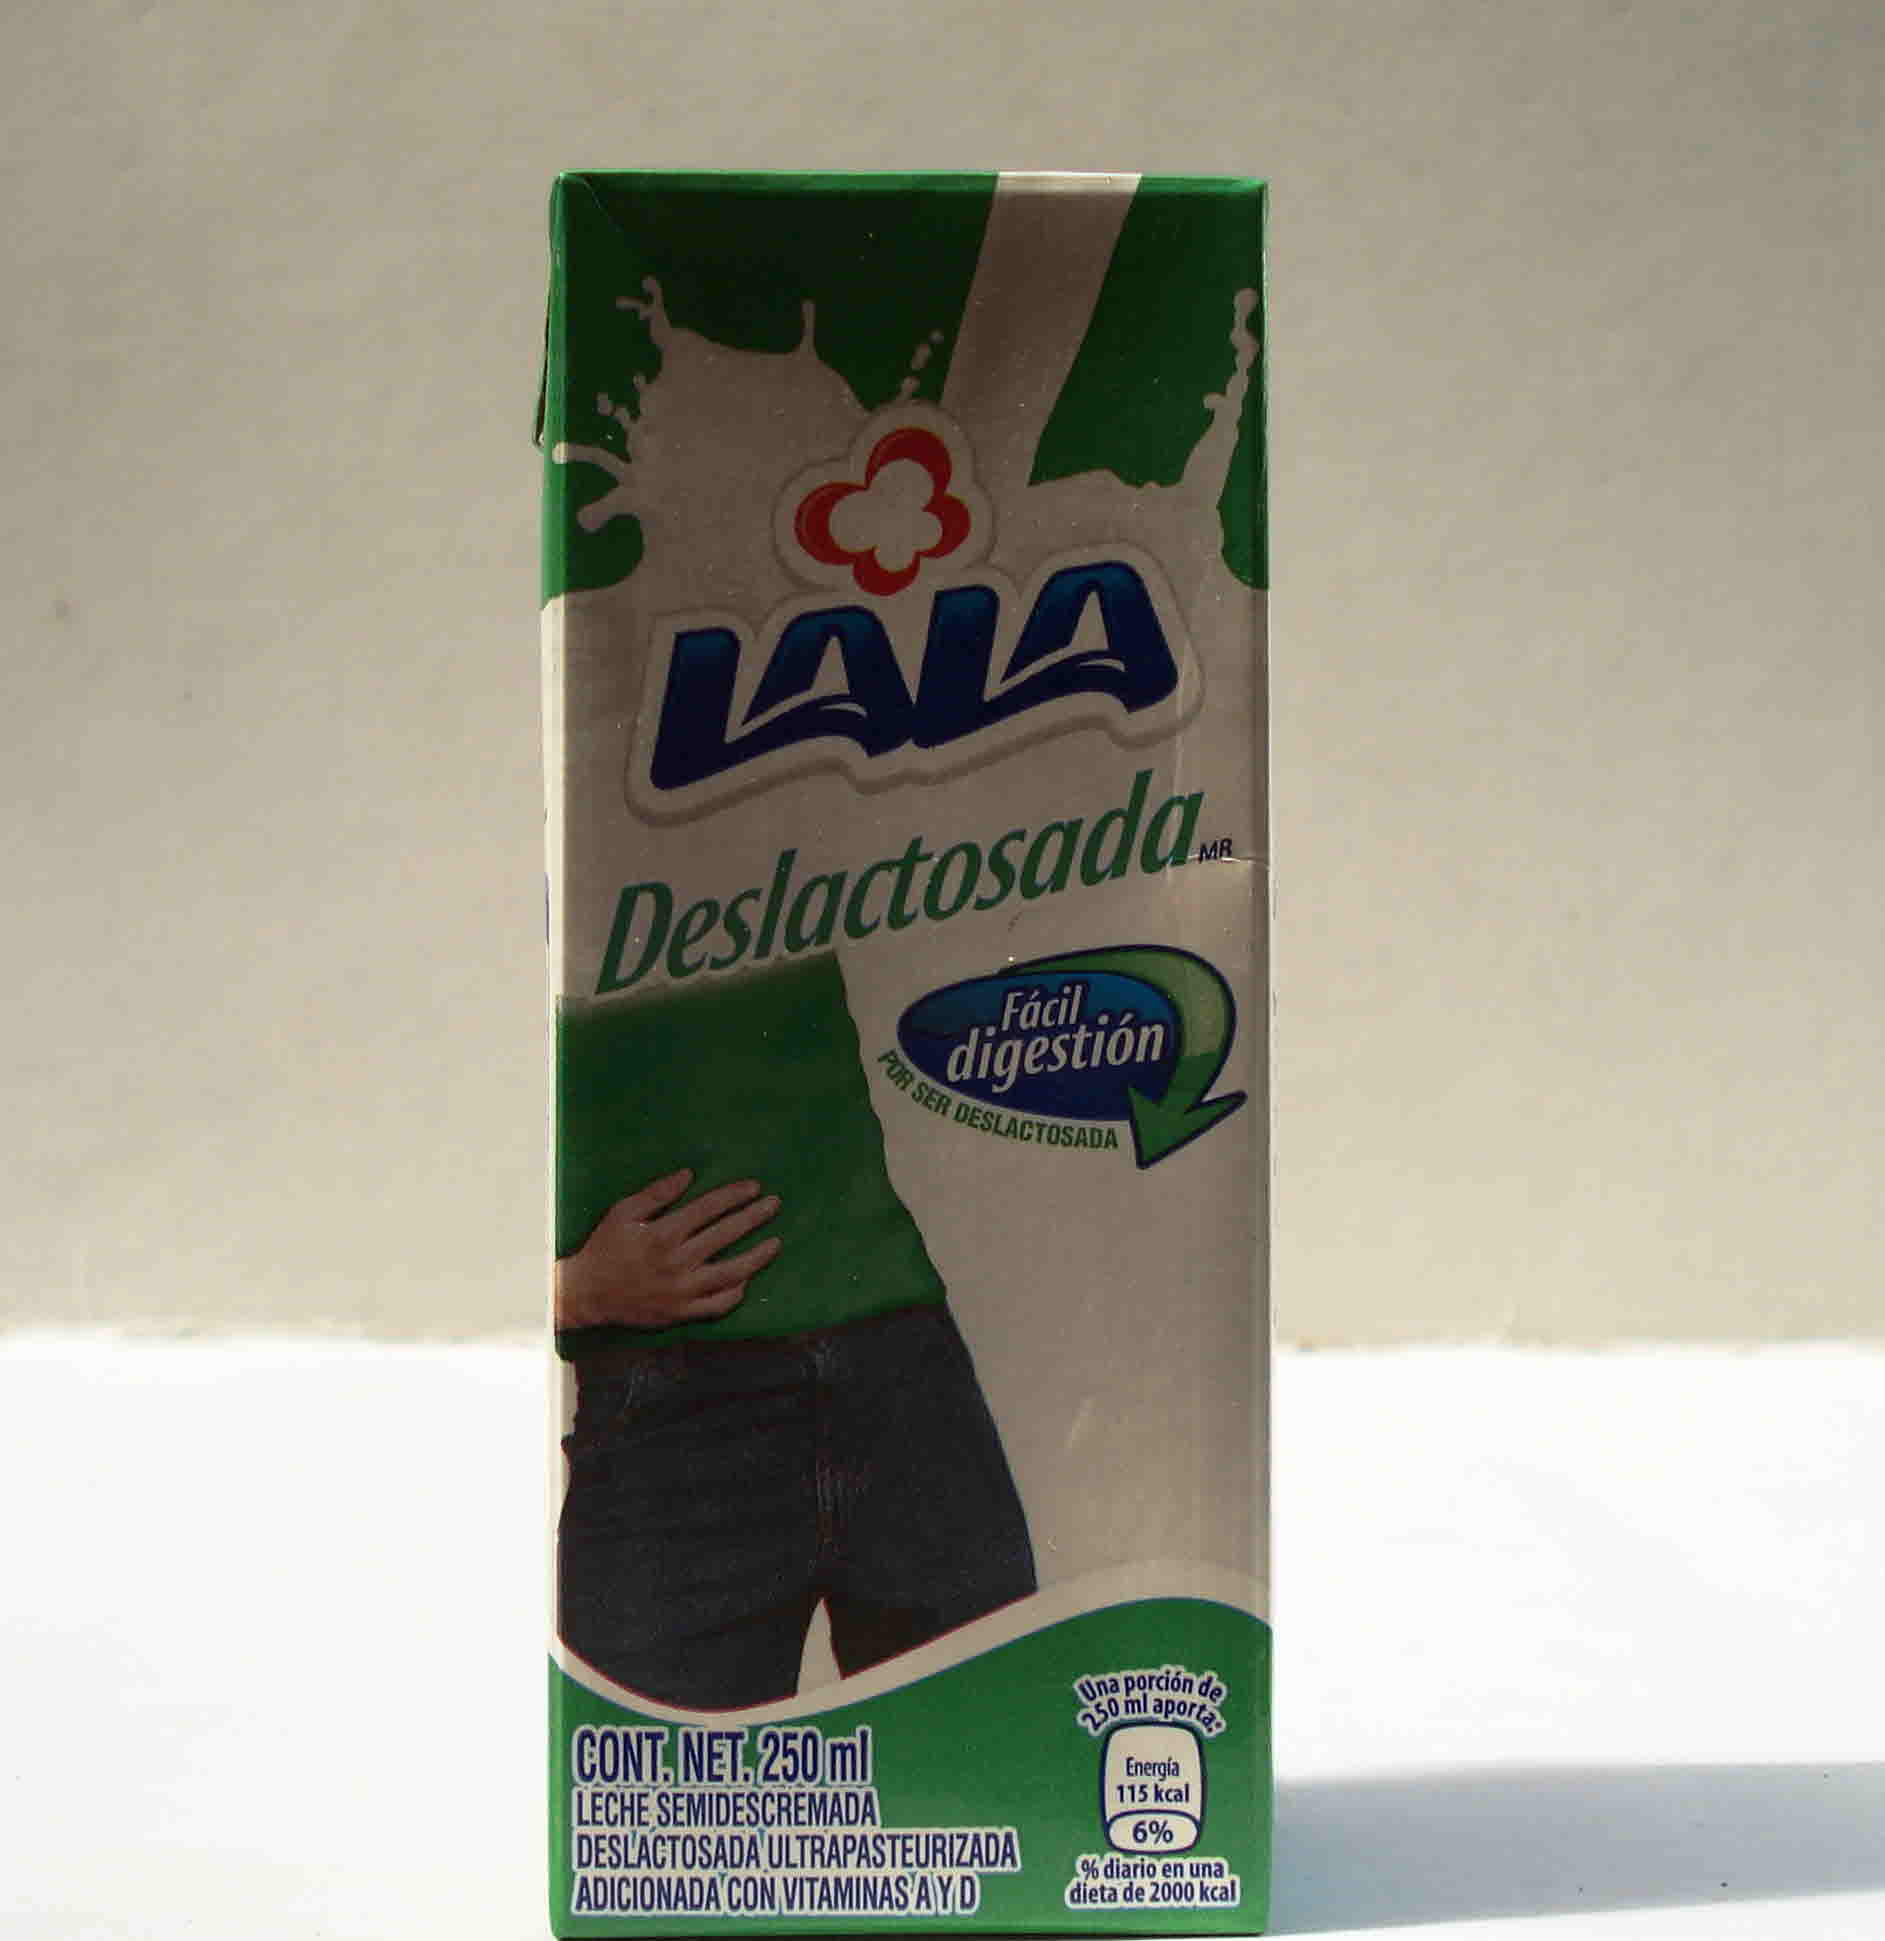 LALA
Deslactosada MR
Fácil
digestión
POR SER DESLACTOSADA
CONT. NET. 250 ml
LECHE SEMIDESCREMADA
DESLACTOSADA ULTRAPASTEURIZADA
ADICIONADA CON VITAMINAS A Y D
Una porción de
250 ml aporta:
Energía
115 kcal
6%
% diario en una
dieta de 2000 kcal